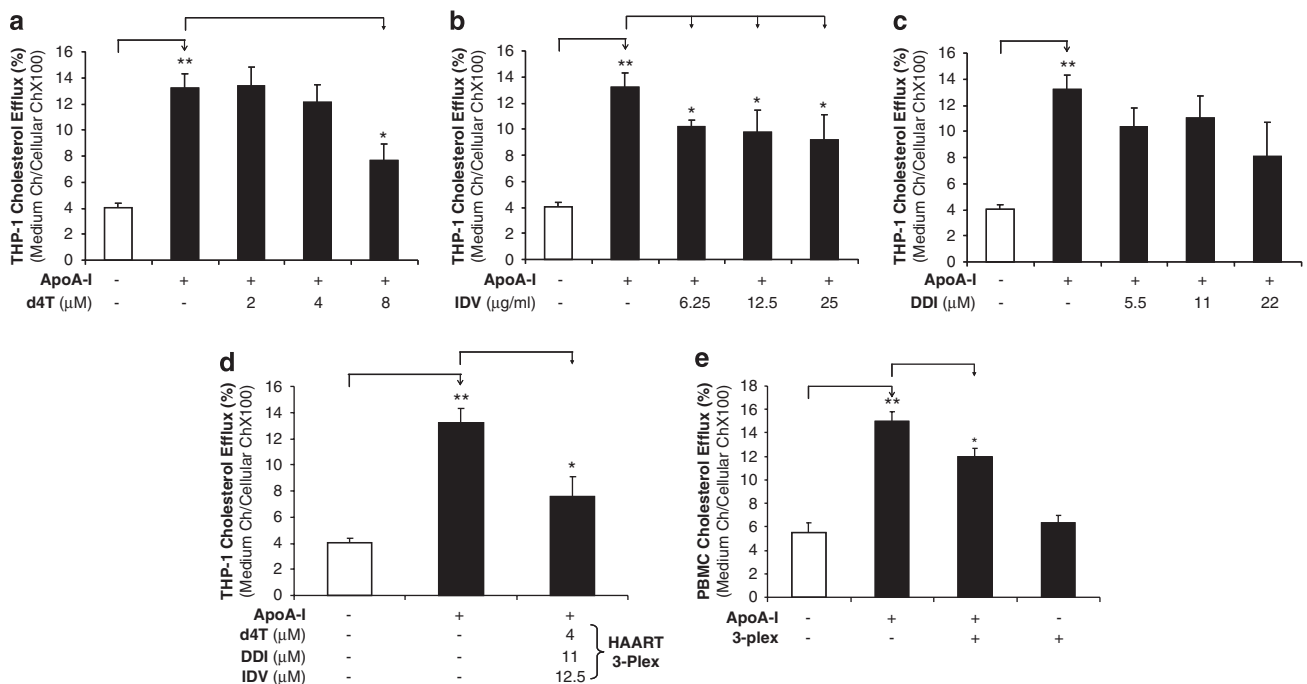 a
THP-1 Cholesterol Efflux (%)
(Medium Ch/Cellular ChX100)
16
14
12
10
8
6
4
2
0
**
*
ApoA-I - + + + +
d4T (μM) - - 2 4 8
b
THP-1 Cholesterol Efflux (%)
(Medium Ch/Cellular ChX100)
16
14
12
10
8
6
4
2
0
**
* * *
ApoA-I - + + + +
IDV (μg/ml) - - 6.25 12.5 25
c
THP-1 Cholesterol Efflux (%)
(Medium Ch/Cellular ChX100)
16
14
12
10
8
6
4
2
0
**
ApoA-I - + + + +
DDI (μM) - - 5.5 11 22
d
THP-1 Cholesterol Efflux (%)
(Medium Ch/Cellular ChX100)
16
14
12
10
8
6
4
2
0
**
*
ApoA-I - + +
d4T (μM) - - 4
DDI (μM) - - 11
IDV (μM) - - 12.5
HAART
3-Plex
e
PBMC Cholesterol Efflux (%)
(Medium Ch/Cellular ChX100)
18
16
14
12
10
8
6
4
2
0
**
*
ApoA-I - + + -
3-plex - - + +